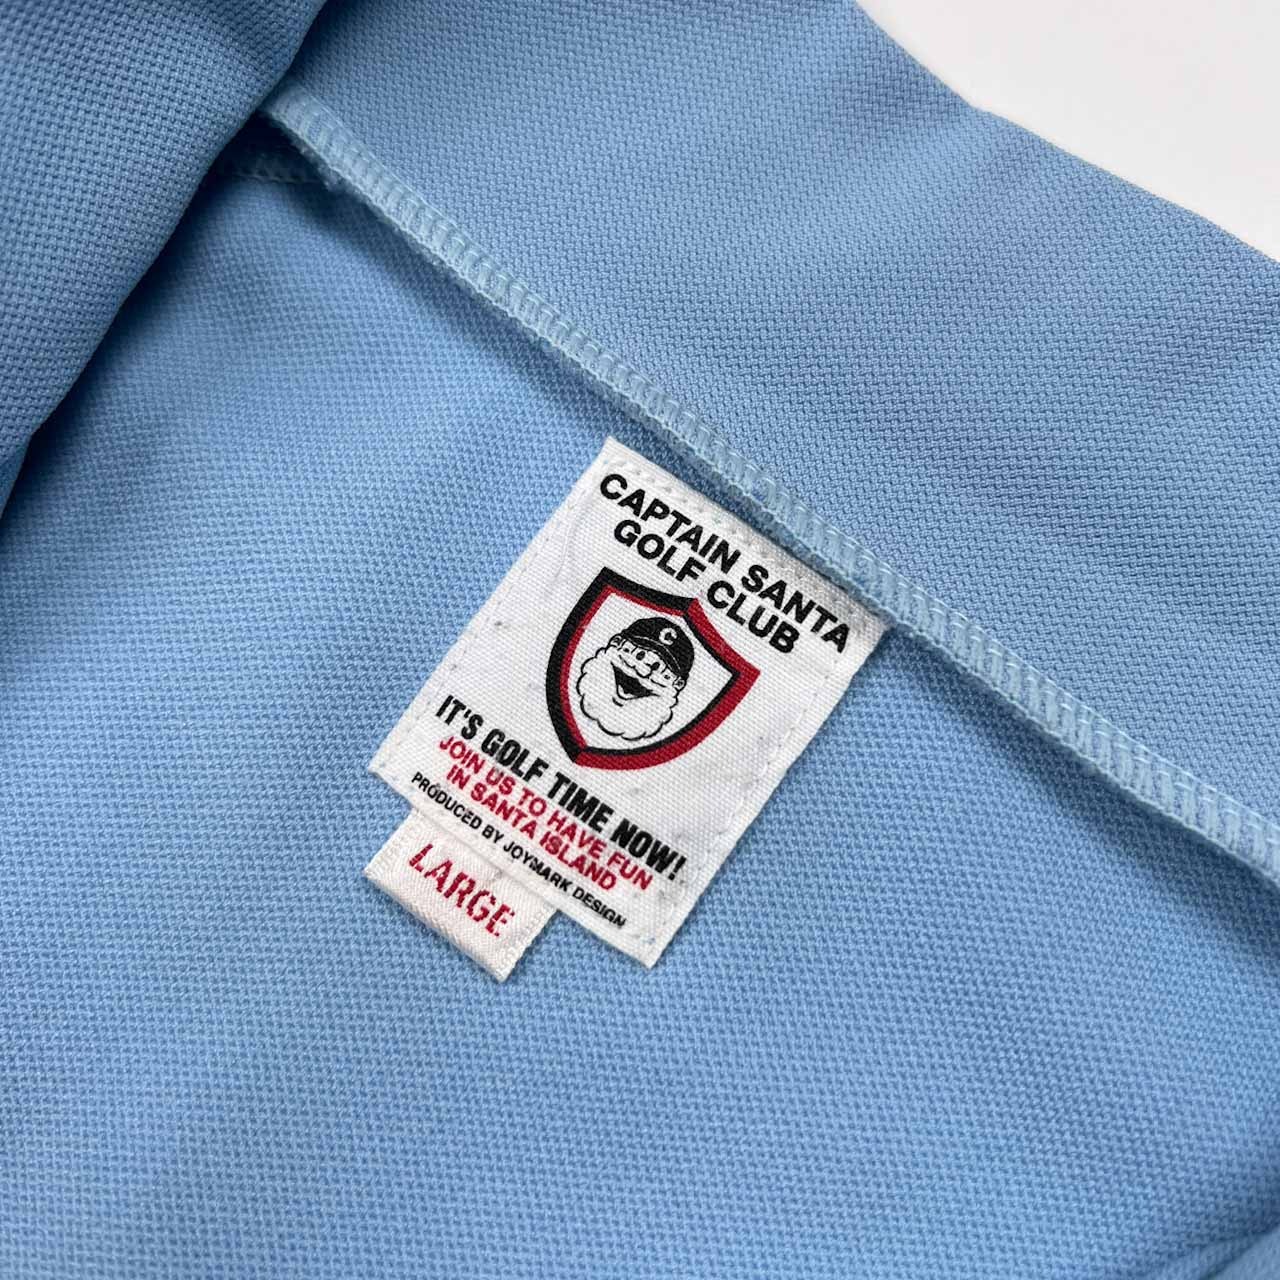 CAPTAIN SANTA
GOLF CLUB
C
IT'S GOLF TIME NOW!
JOIN US TO HAVE FUN
IN SANTA ISLAND
PRODUCED BY JOYMARK DESIGN
LARGE